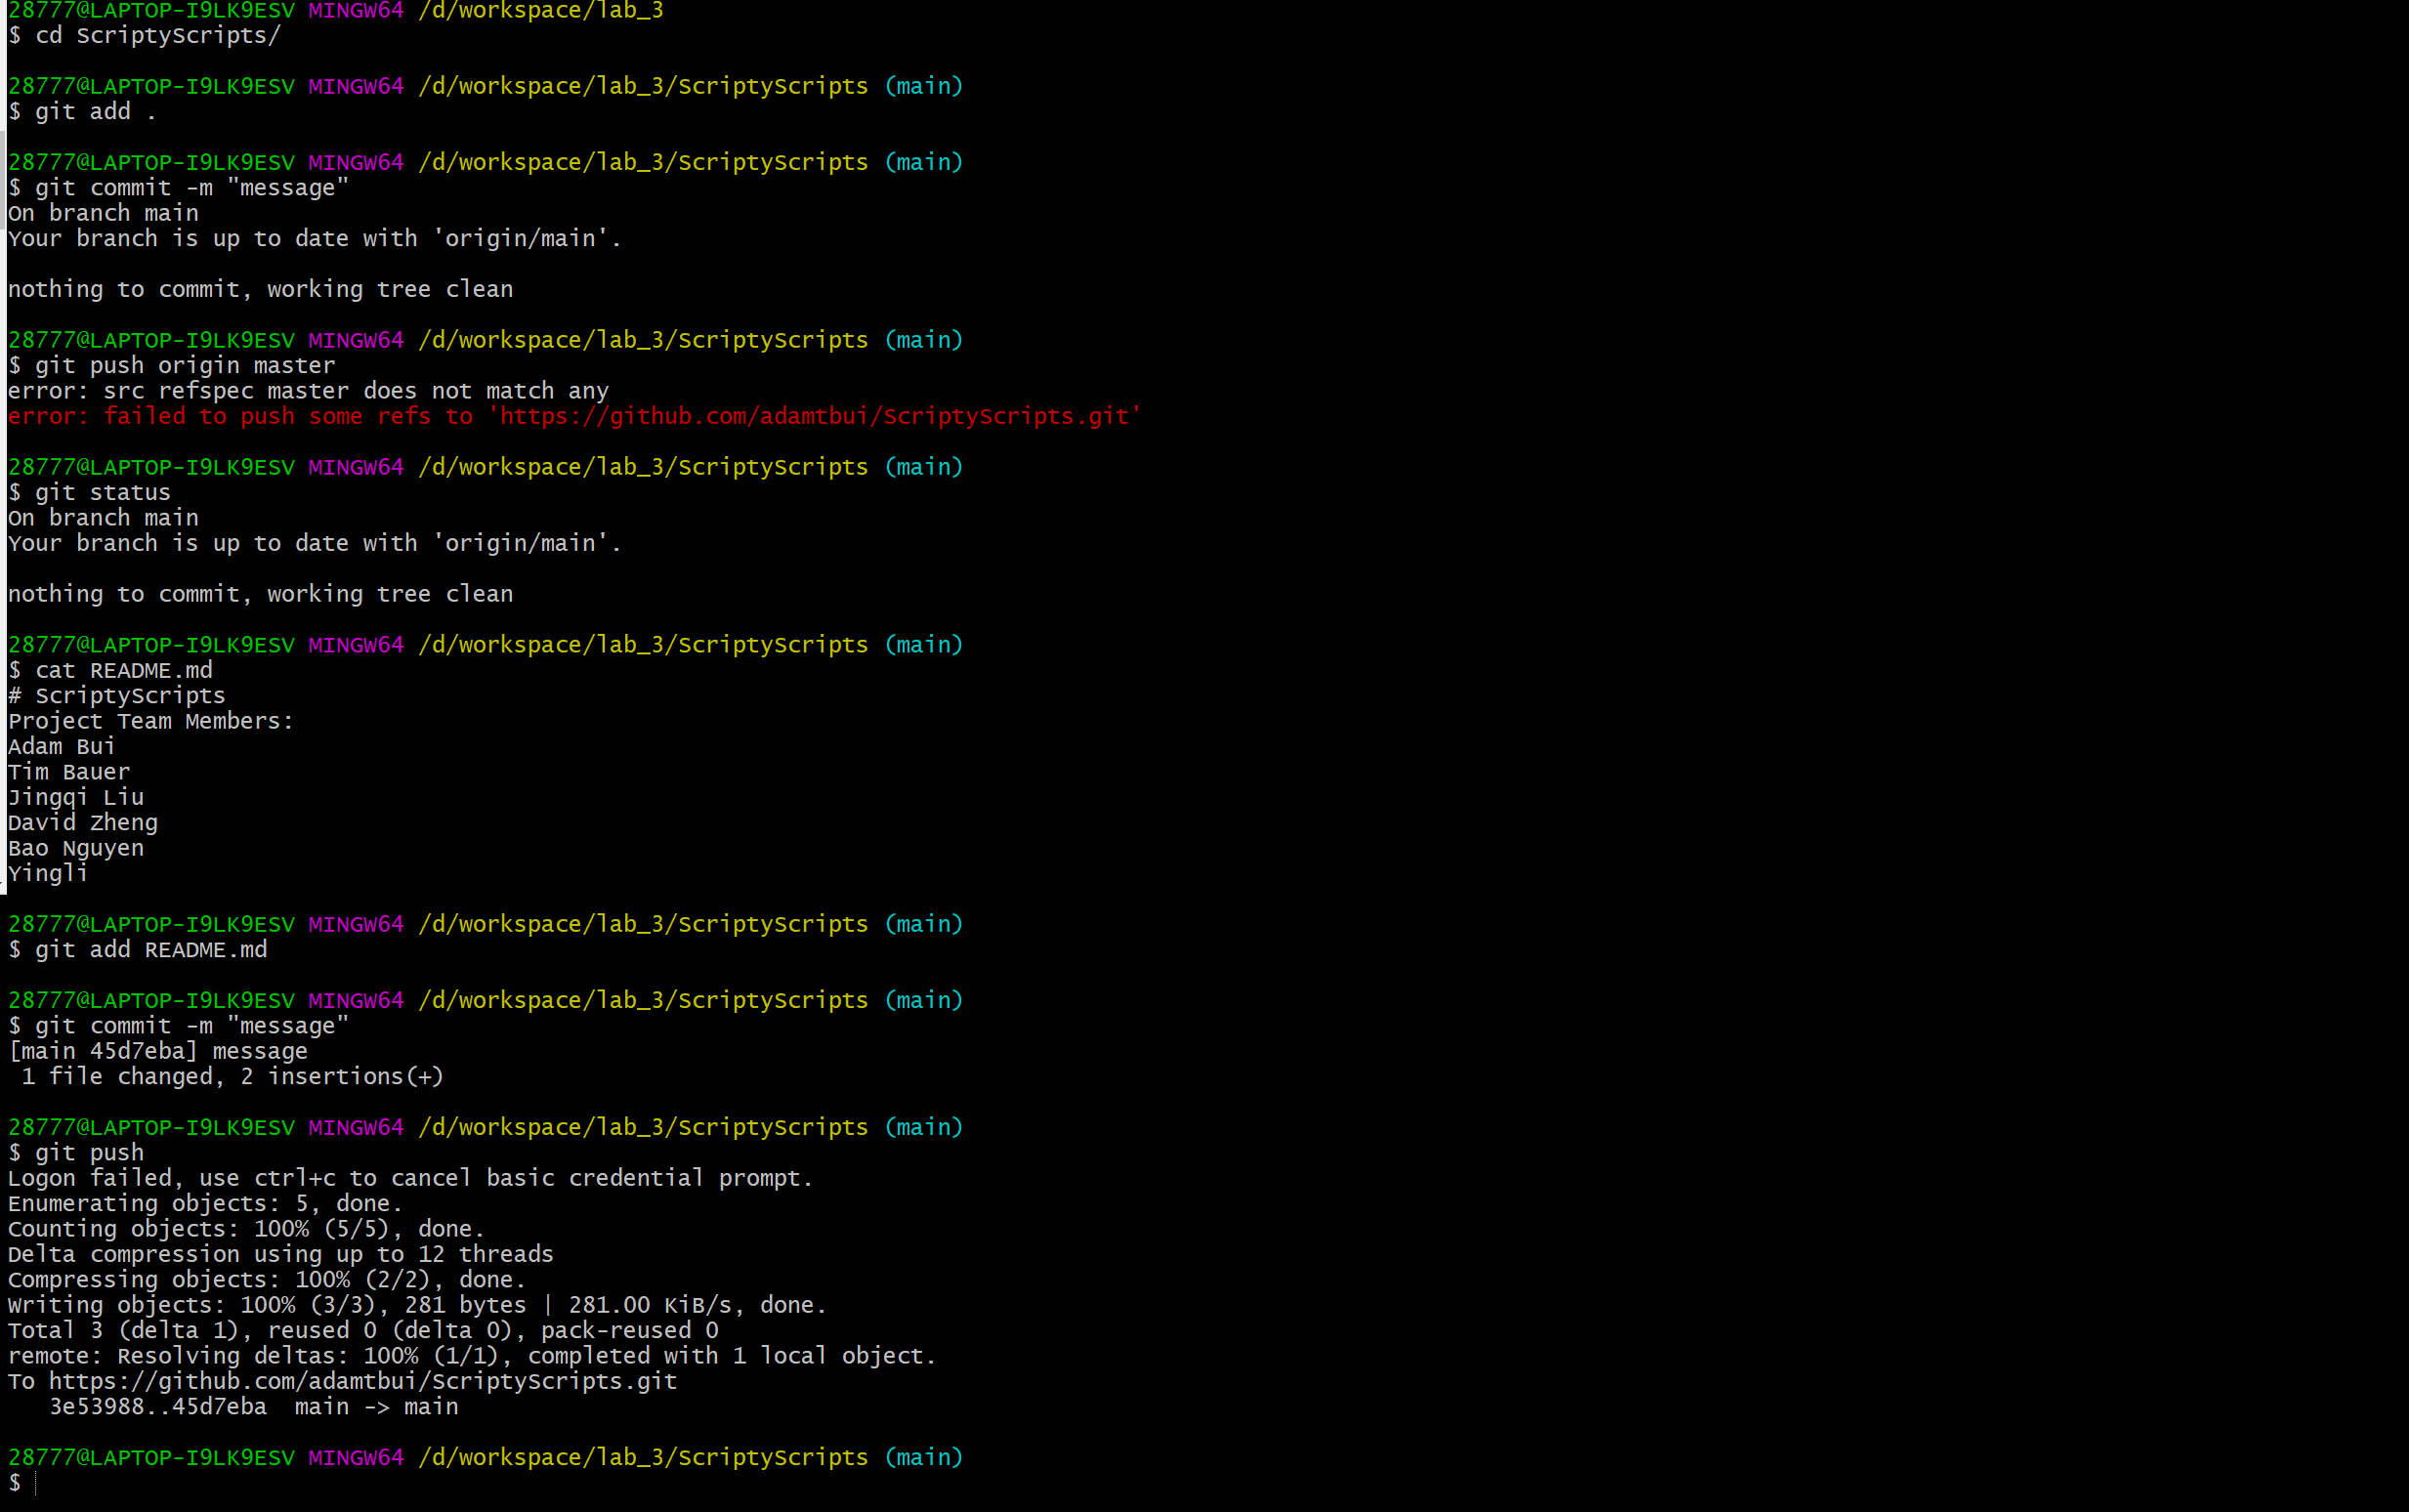 28777@LAPTOP-I9LK9ESV MINGW64 /d/workspace/lab_3
$ cd ScriptyScripts/
28777@LAPTOP-I9LK9ESV MINGW64 /d/workspace/lab_3/ScriptyScripts (main)
$ git add .
28777@LAPTOP-I9LK9ESV MINGW64 /d/workspace/lab_3/ScriptyScripts (main)
$ git commit -m "message"
On branch main
Your branch is up to date with 'origin/main'.
nothing to commit, working tree clean
28777@LAPTOP-I9LK9ESV MINGW64 /d/workspace/lab_3/ScriptyScripts (main)
$ git push origin master
error: src refspec master does not match any
error: failed to push some refs to 'https://github.com/adamtbui/ScriptyScripts.git'
28777@LAPTOP-I9LK9ESV MINGW64 /d/workspace/lab_3/ScriptyScripts (main)
$ git status
On branch main
Your branch is up to date with 'origin/main'.
nothing to commit, working tree clean
28777@LAPTOP-I9LK9ESV MINGW64 /d/workspace/lab_3/ScriptyScripts (main)
$ cat README.md
# ScriptyScripts
Project Team Members:
Adam Bui
Tim Bauer
Jingqi Liu
David Zheng
Bao Nguyen
Yingli
28777@LAPTOP-I9LK9ESV MINGW64 /d/workspace/lab_3/ScriptyScripts (main)
$ git add README.md
28777@LAPTOP-I9LK9ESV MINGW64 /d/workspace/lab_3/ScriptyScripts (main)
$ git commit -m "message"
[main 45d7eba] message
1 file changed, 2 insertions(+)
28777@LAPTOP-I9LK9ESV MINGW64 /d/workspace/lab_3/ScriptyScripts (main)
$ git push
Logon failed, use ctrl+c to cancel basic credential prompt.
Enumerating objects: 5, done.
Counting objects: 100% (5/5), done.
Delta compression using up to 12 threads
Compressing objects: 100% (2/2), done.
Writing objects: 100% (3/3), 281 bytes | 281.00 KiB/s, done.
Total 3 (delta 1), reused 0 (delta 0), pack-reused 0
remote: Resolving deltas: 100% (1/1), completed with 1 local object.
To https://github.com/adamtbui/ScriptyScripts.git
3e53988..45d7eba  main -> main
28777@LAPTOP-I9LK9ESV MINGW64 /d/workspace/lab_3/ScriptyScripts (main)
$